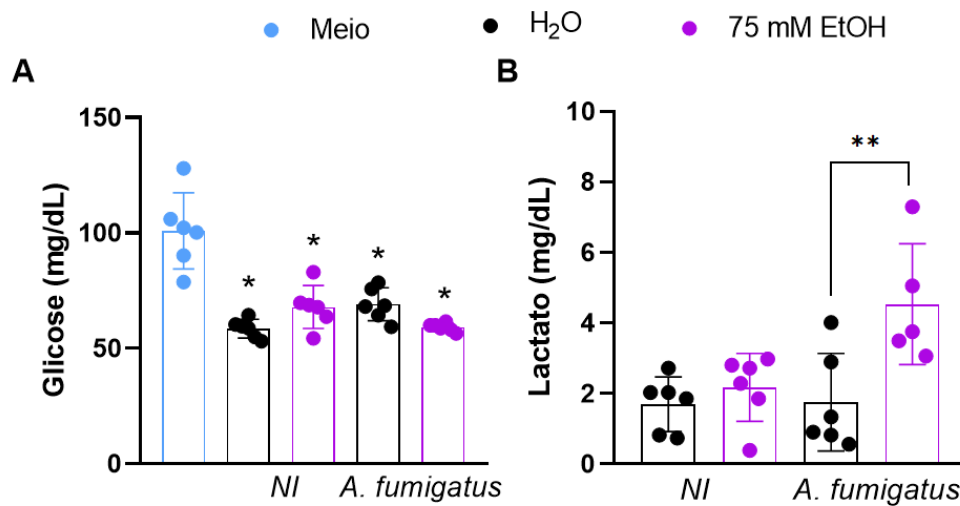 Meio H₂O 75 mM EtOH
A B
Glicose (mg/dL)
150
100
50
0
* * * *
NI A. fumigatus
Lactato (mg/dL)
10
8
6
4
2
0
**
NI A. fumigatus